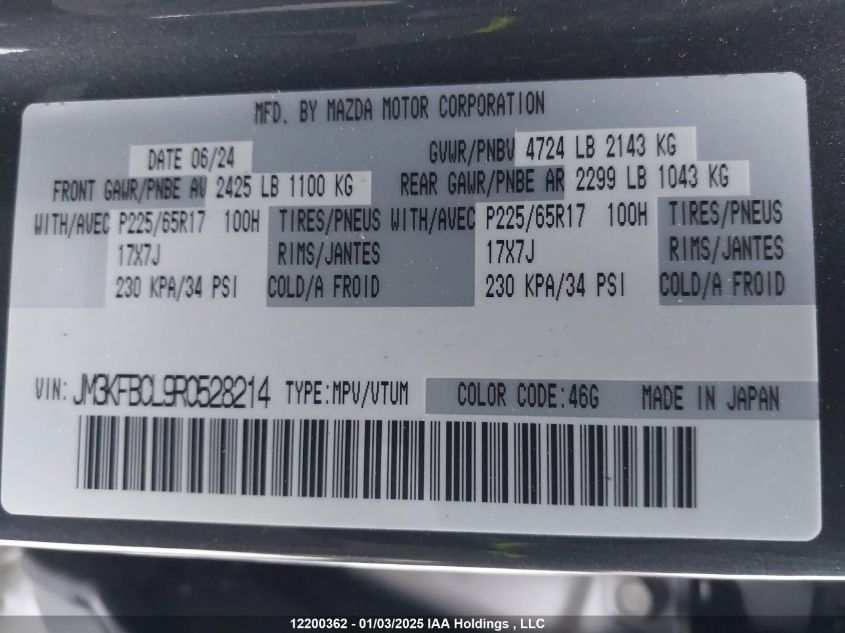 MFD. BY MAZDA MOTOR CORPORATION
DATE 06/24 GVWR/PNBV 4724 LB 2143 KG
FRONT GAWR/PNBE AV 2425 LB 1100 KG REAR GAWR/PNBE AR 2299 LB 1043 KG
WITH/AVEC P225/65R17 100H TIRES/PNEUS WITH/AVEC P225/65R17 100H TIRES/PNEUS
17X7J RIMS/JANTES 17X7J RIMS/JANTES
230 KPA/34 PSI COLD/A FROID 230 KPA/34 PSI COLD/A FROID
VIN: JM3KFBCL9R0528214 TYPE:MPV/VTUM COLOR CODE:46G MADE IN JAPAN
12200362 - 01/03/2025 IAA Holdings , LLC